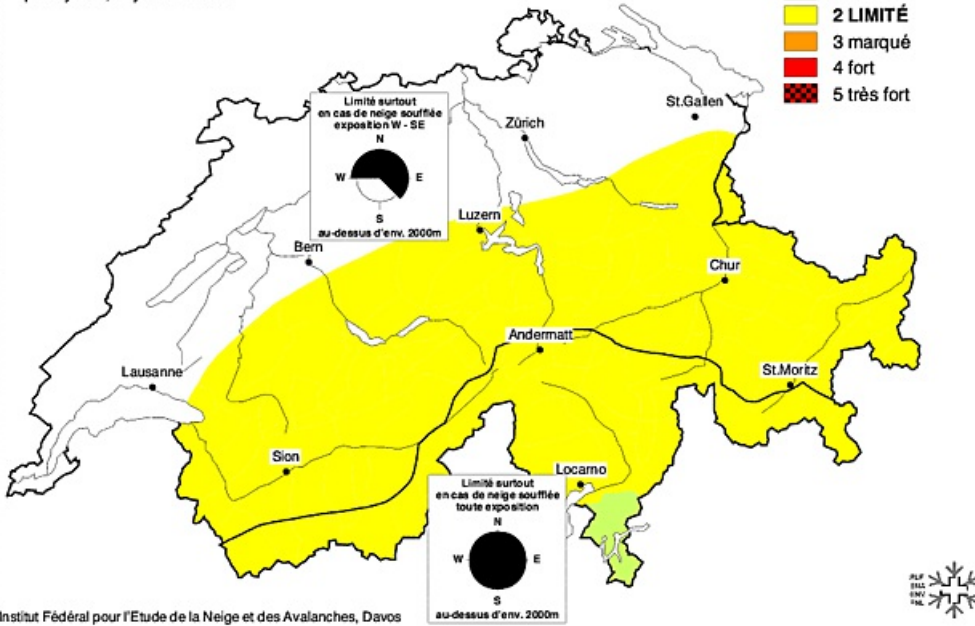 2 LIMITÉ
3 marqué
4 fort
5 très fort
St.Gallen
Zürich
Limité surtout
en cas de neige soufflée
exposition W - SE
N
W E
S
au-dessus d'env. 2000m
Luzern
Bern
Chur
Andermatt
Lausanne
St.Moritz
Sion
Locarno
Limité surtout
en cas de neige soufflée
toute exposition
N
W E
S
au-dessus d'env. 2000m
SLF
ENV
Institut Fédéral pour l'Etude de la Neige et des Avalanches, Davos